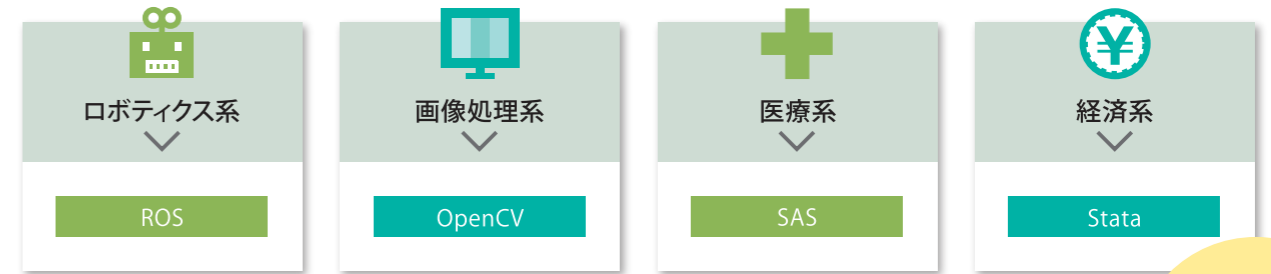 ロボティクス系
ROS
画像処理系
OpenCV
医療系
SAS
¥
経済系
Stata